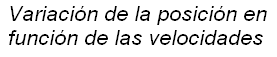 Variación de la posición en
función de las velocidades